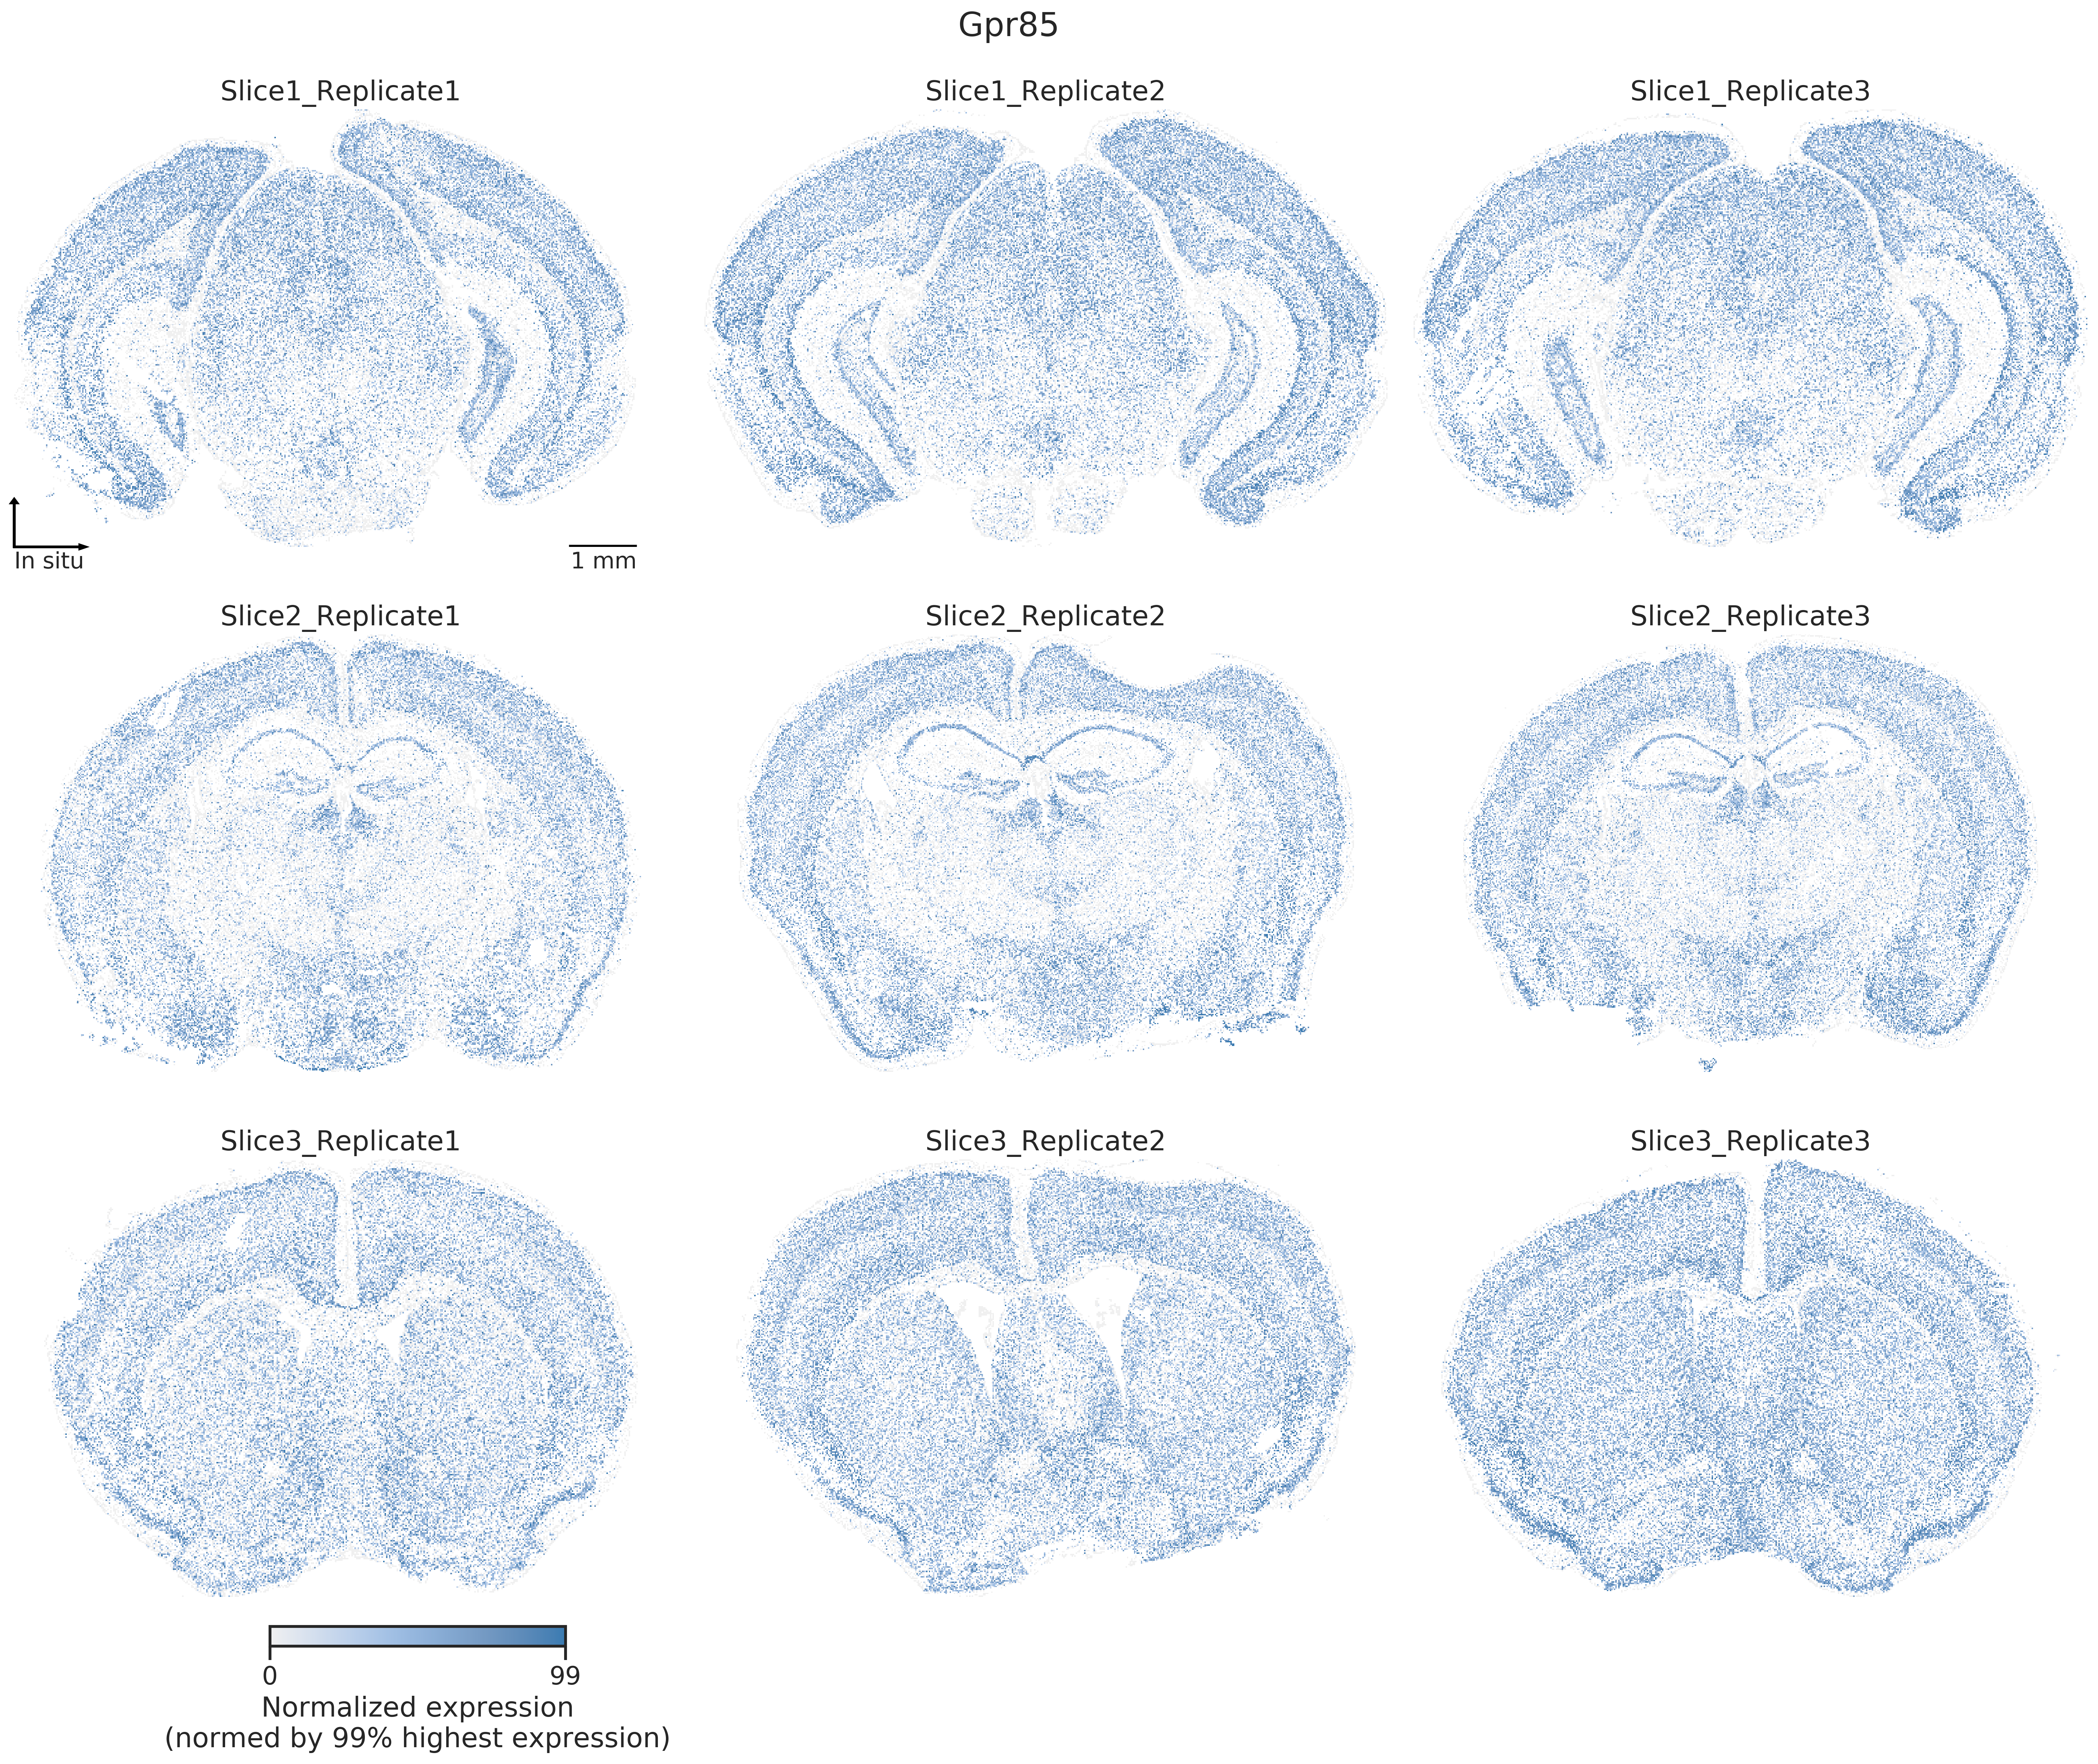 Gpr85
Slice1_Replicate1
Slice1_Replicate2
Slice1_Replicate3
In situ
1 mm
Slice2_Replicate1
Slice2_Replicate2
Slice2_Replicate3
Slice3_Replicate1
Slice3_Replicate2
Slice3_Replicate3
0
99
Normalized expression
(normed by 99% highest expression)